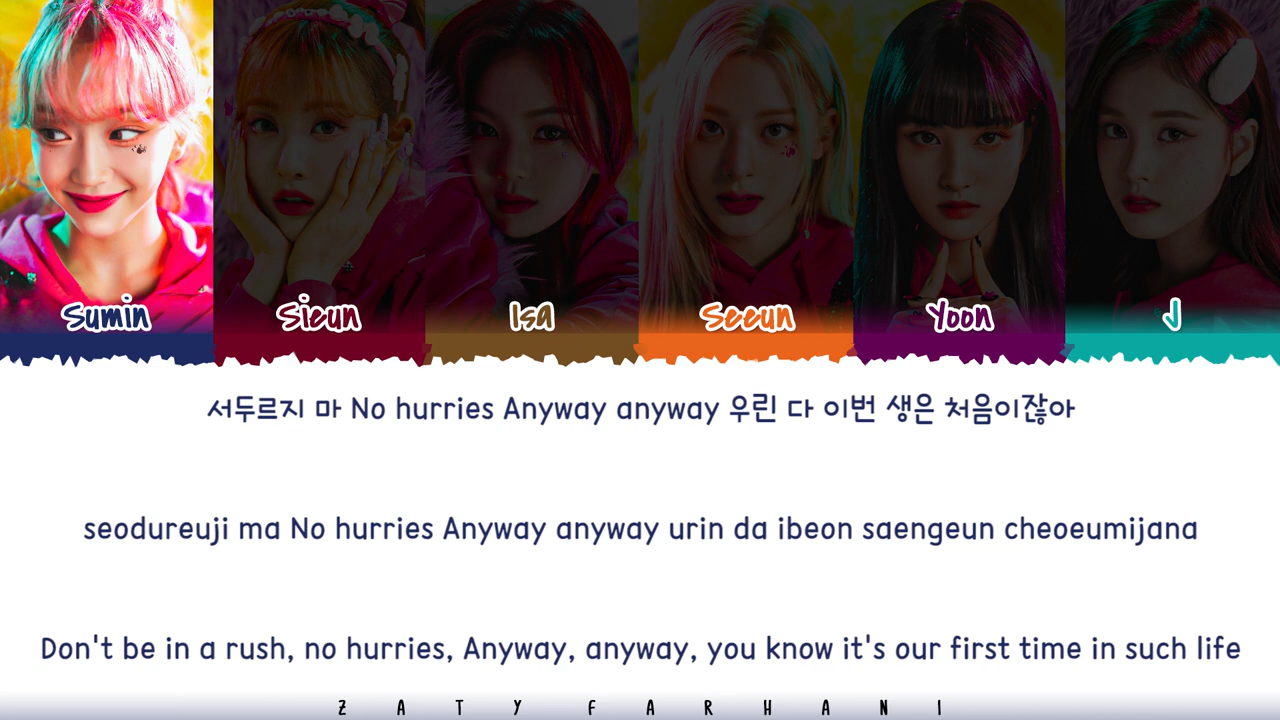 Sumin Sieun Isa Seeun Yoon J
서두르지 마 No hurries Anyway anyway 우린 다 이번 생은 처음이잖아
seodureuji ma No hurries Anyway anyway urin da ibeon saengeun cheoeumijana
Don't be in a rush, no hurries, Anyway, anyway, you know it's our first time in such life
ZATY FARHANI